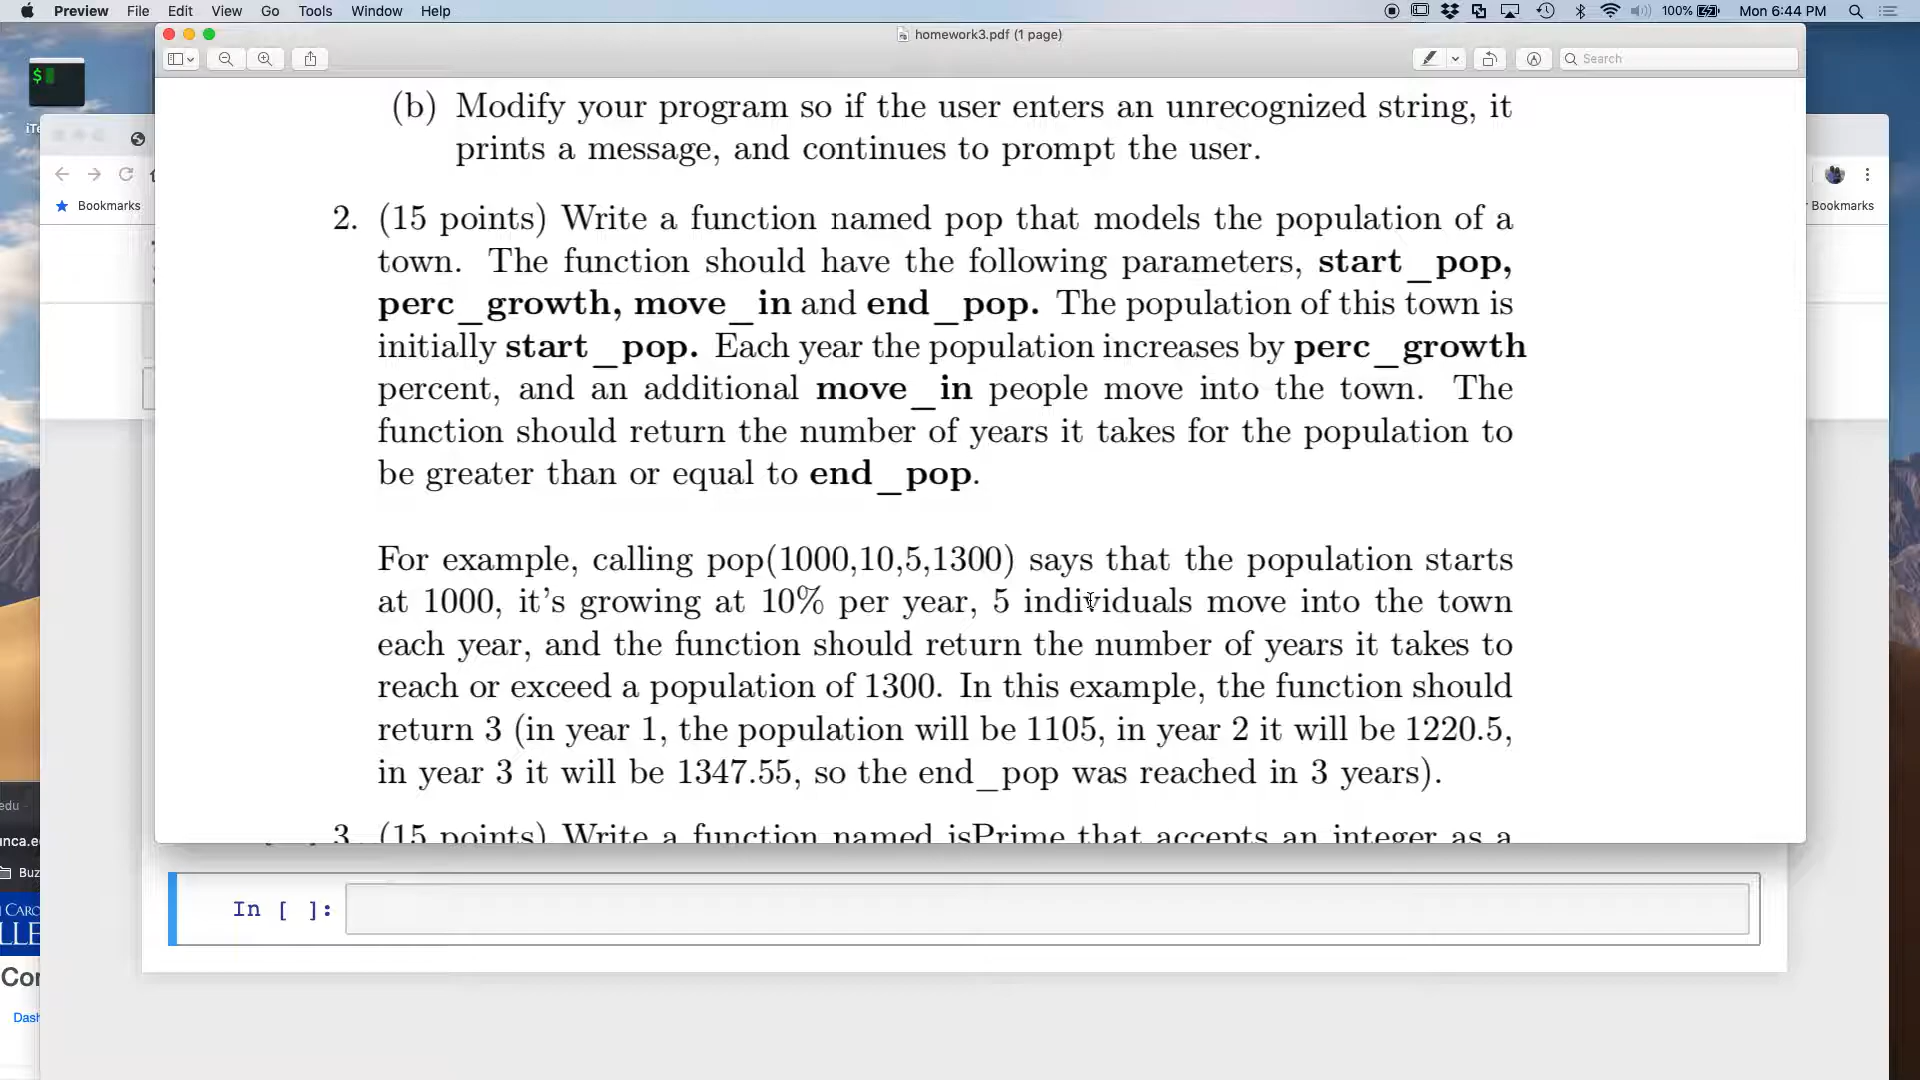 Preview File Edit View Go Tools Window Help
100% Mon 6:44 PM
homework3.pdf (1 page)
Search
$
Bookmarks
Bookmarks
(b) Modify your program so if the user enters an unrecognized string, it
prints a message, and continues to prompt the user.
2. (15 points) Write a function named pop that models the population of a
town. The function should have the following parameters, start_pop,
perc_growth, move_in and end_pop. The population of this town is
initially start_pop. Each year the population increases by perc_growth
percent, and an additional move_in people move into the town. The
function should return the number of years it takes for the population to
be greater than or equal to end_pop.
For example, calling pop(1000,10,5,1300) says that the population starts
at 1000, it's growing at 10% per year, 5 individuals move into the town
each year, and the function should return the number of years it takes to
reach or exceed a population of 1300. In this example, the function should
return 3 (in year 1, the population will be 1105, in year 2 it will be 1220.5,
in year 3 it will be 1347.55, so the end_pop was reached in 3 years).
3. (15 points) Write a function named isPrime that accepts an integer as a
In [ ]:
edu
unca.e
Buz
CARO
LLE
Cor
Dash